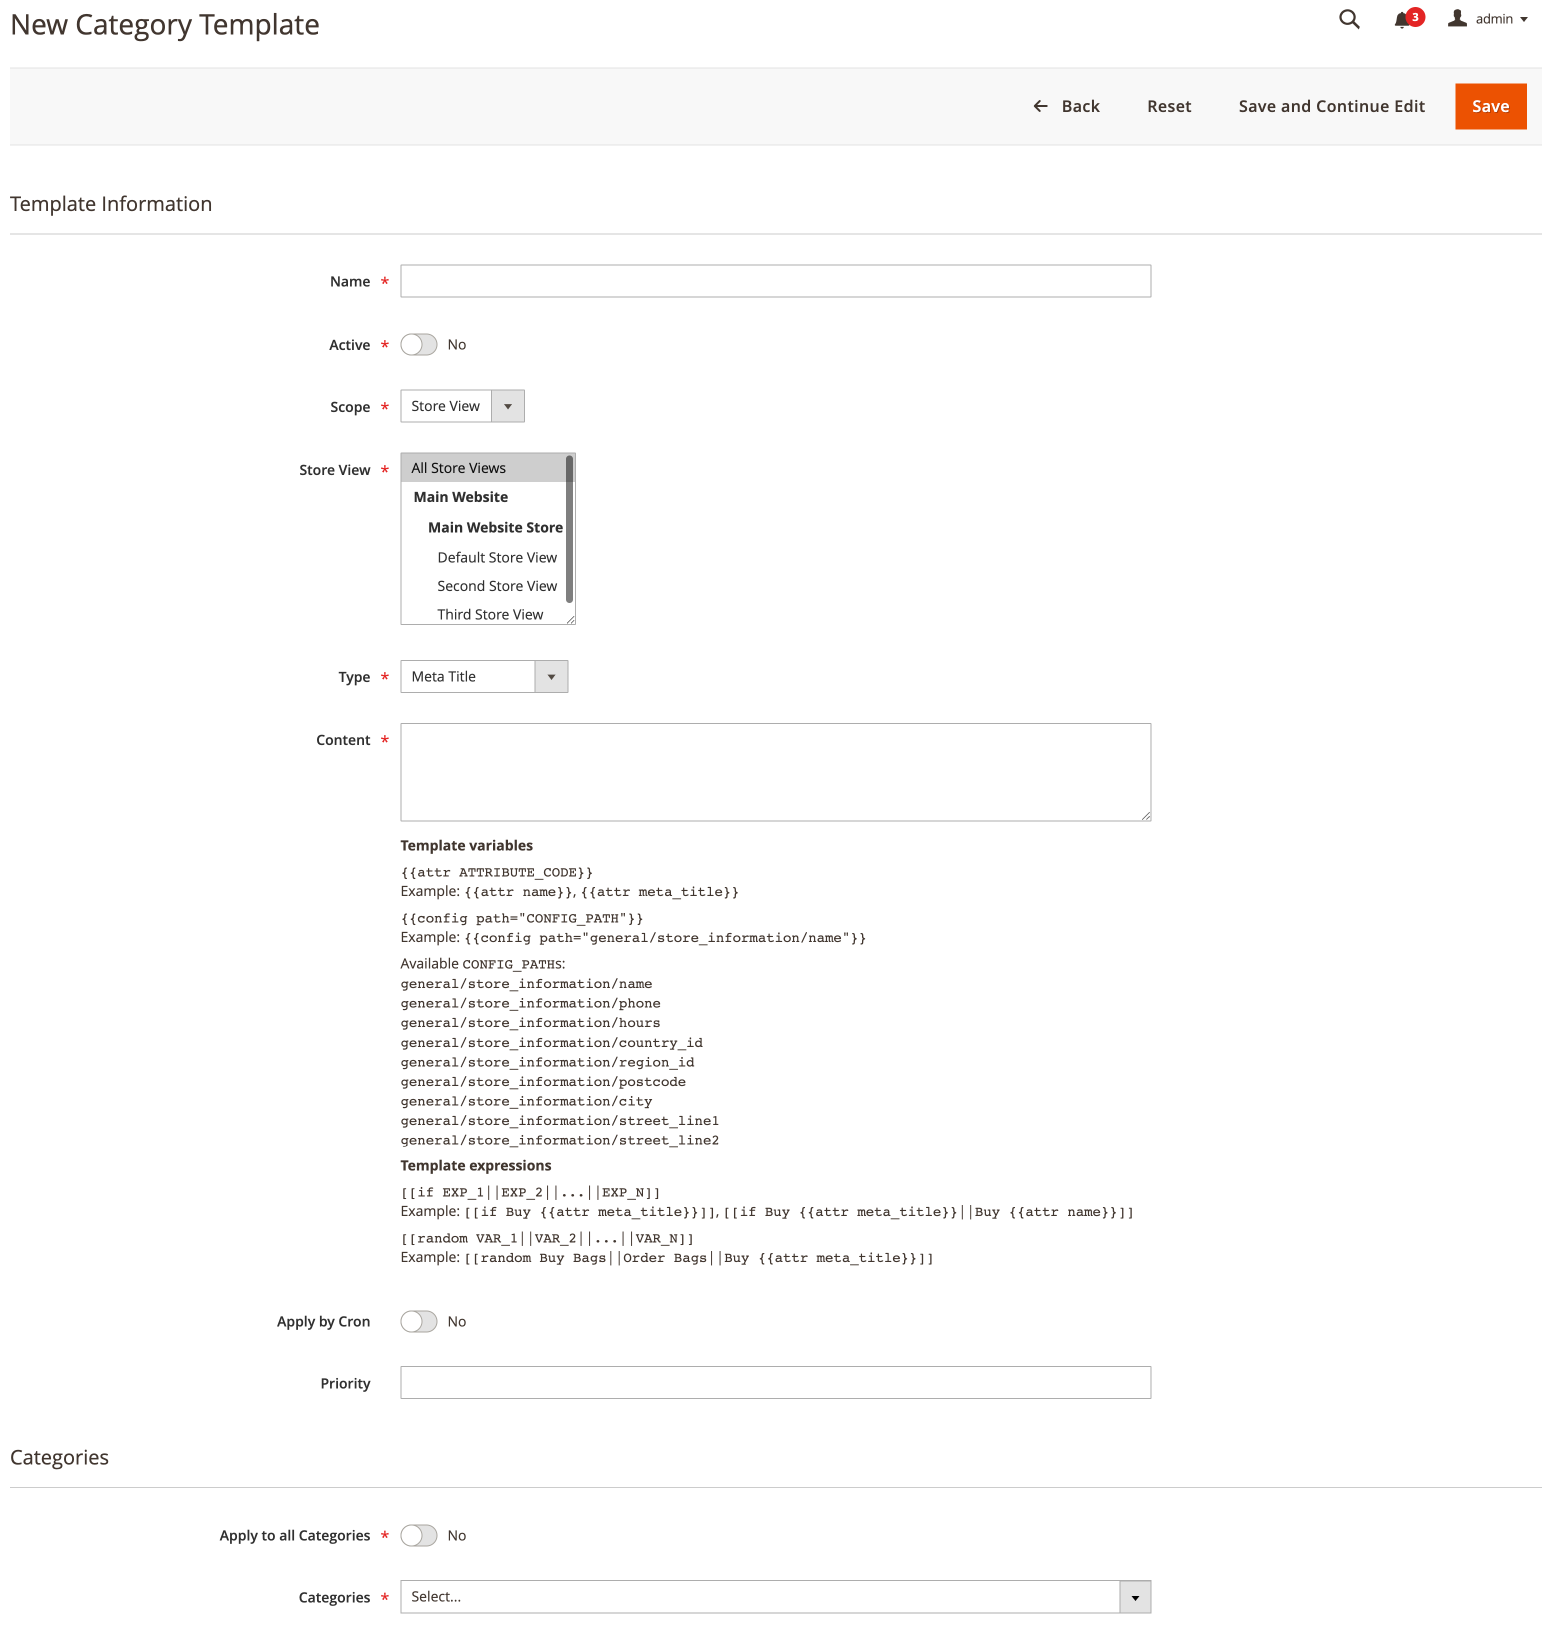 New Category Template
3
admin
Back
Reset
Save and Continue Edit
Save
Template Information
Name *
Active * No
Scope * Store View
Store View * All Store Views
Main Website
Main Website Store
Default Store View
Second Store View
Third Store View
Type * Meta Title
Content *
Template variables
{{attr ATTRIBUTE_CODE}}
Example: {{attr name}}, {{attr meta_title}}
{{config path="CONFIG_PATH"}}
Example: {{config path="general/store_information/name"}}
Available CONFIG_PATHs:
general/store_information/name
general/store_information/phone
general/store_information/hours
general/store_information/country_id
general/store_information/region_id
general/store_information/postcode
general/store_information/city
general/store_information/street_line1
general/store_information/street_line2
Template expressions
[[if EXP_1||EXP_2||...||EXP_N]]
Example: [[if Buy {{attr meta_title}}]], [[if Buy {{attr meta_title}}||Buy {{attr name}}]]
[[random VAR_1||VAR_2||...||VAR_N]]
Example: [[random Buy Bags||Order Bags||Buy {{attr meta_title}}]]
Apply by Cron No
Priority
Categories
Apply to all Categories * No
Categories * Select...